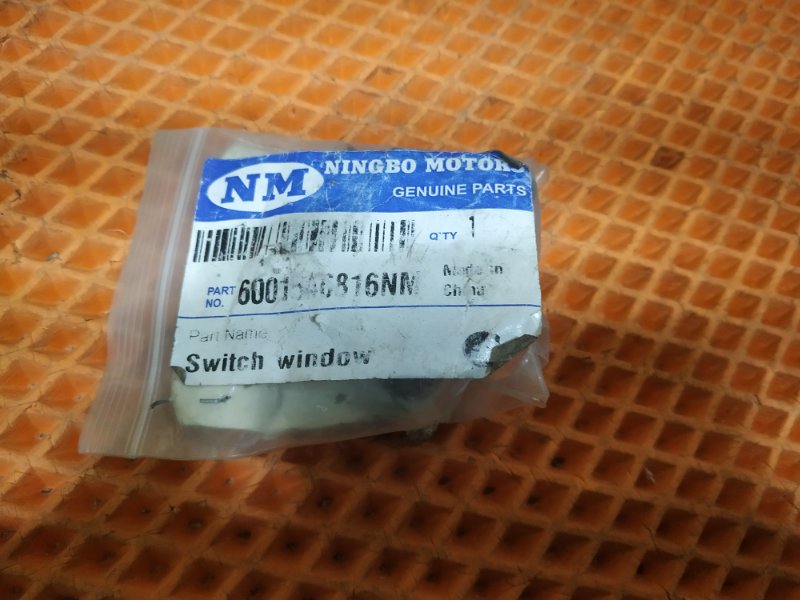 NM NINGBO MOTORS
GENUINE PARTS
Q'TY 1
PART NO.
Made in China
Part Name
Switch window